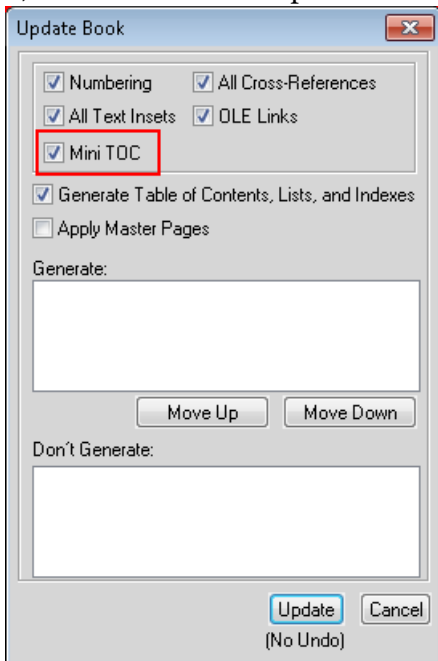 Update Book
Numbering All Cross-References
All Text Insets OLE Links
Mini TOC
Generate Table of Contents, Lists, and Indexes
Apply Master Pages
Generate:
Move Up Move Down
Don´t Generate:
Update Cancel
(No Undo)